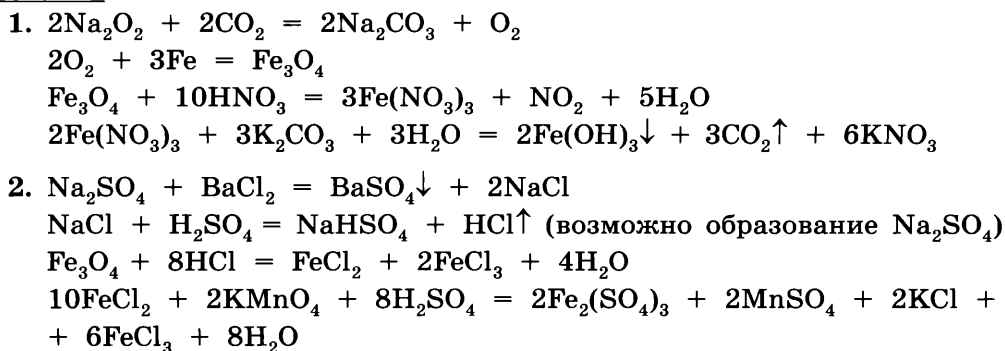 1. 2Na₂O₂ + 2CO₂ = 2Na₂CO₃ + O₂
2O₂ + 3Fe = Fe₃O₄
Fe₃O₄ + 10HNO₃ = 3Fe(NO₃)₃ + NO₂ + 5H₂O
2Fe(NO₃)₃ + 3K₂CO₃ + 3H₂O = 2Fe(OH)₃↓ + 3CO₂↑ + 6KNO₃
2. Na₂SO₄ + BaCl₂ = BaSO₄↓ + 2NaCl
NaCl + H₂SO₄ = NaHSO₄ + HCl↑ (возможно образование Na₂SO₄)
Fe₃O₄ + 8HCl = FeCl₂ + 2FeCl₃ + 4H₂O
10FeCl₂ + 2KMnO₄ + 8H₂SO₄ = 2Fe₂(SO₄)₃ + 2MnSO₄ + 2KCl +
+ 6FeCl₃ + 8H₂O